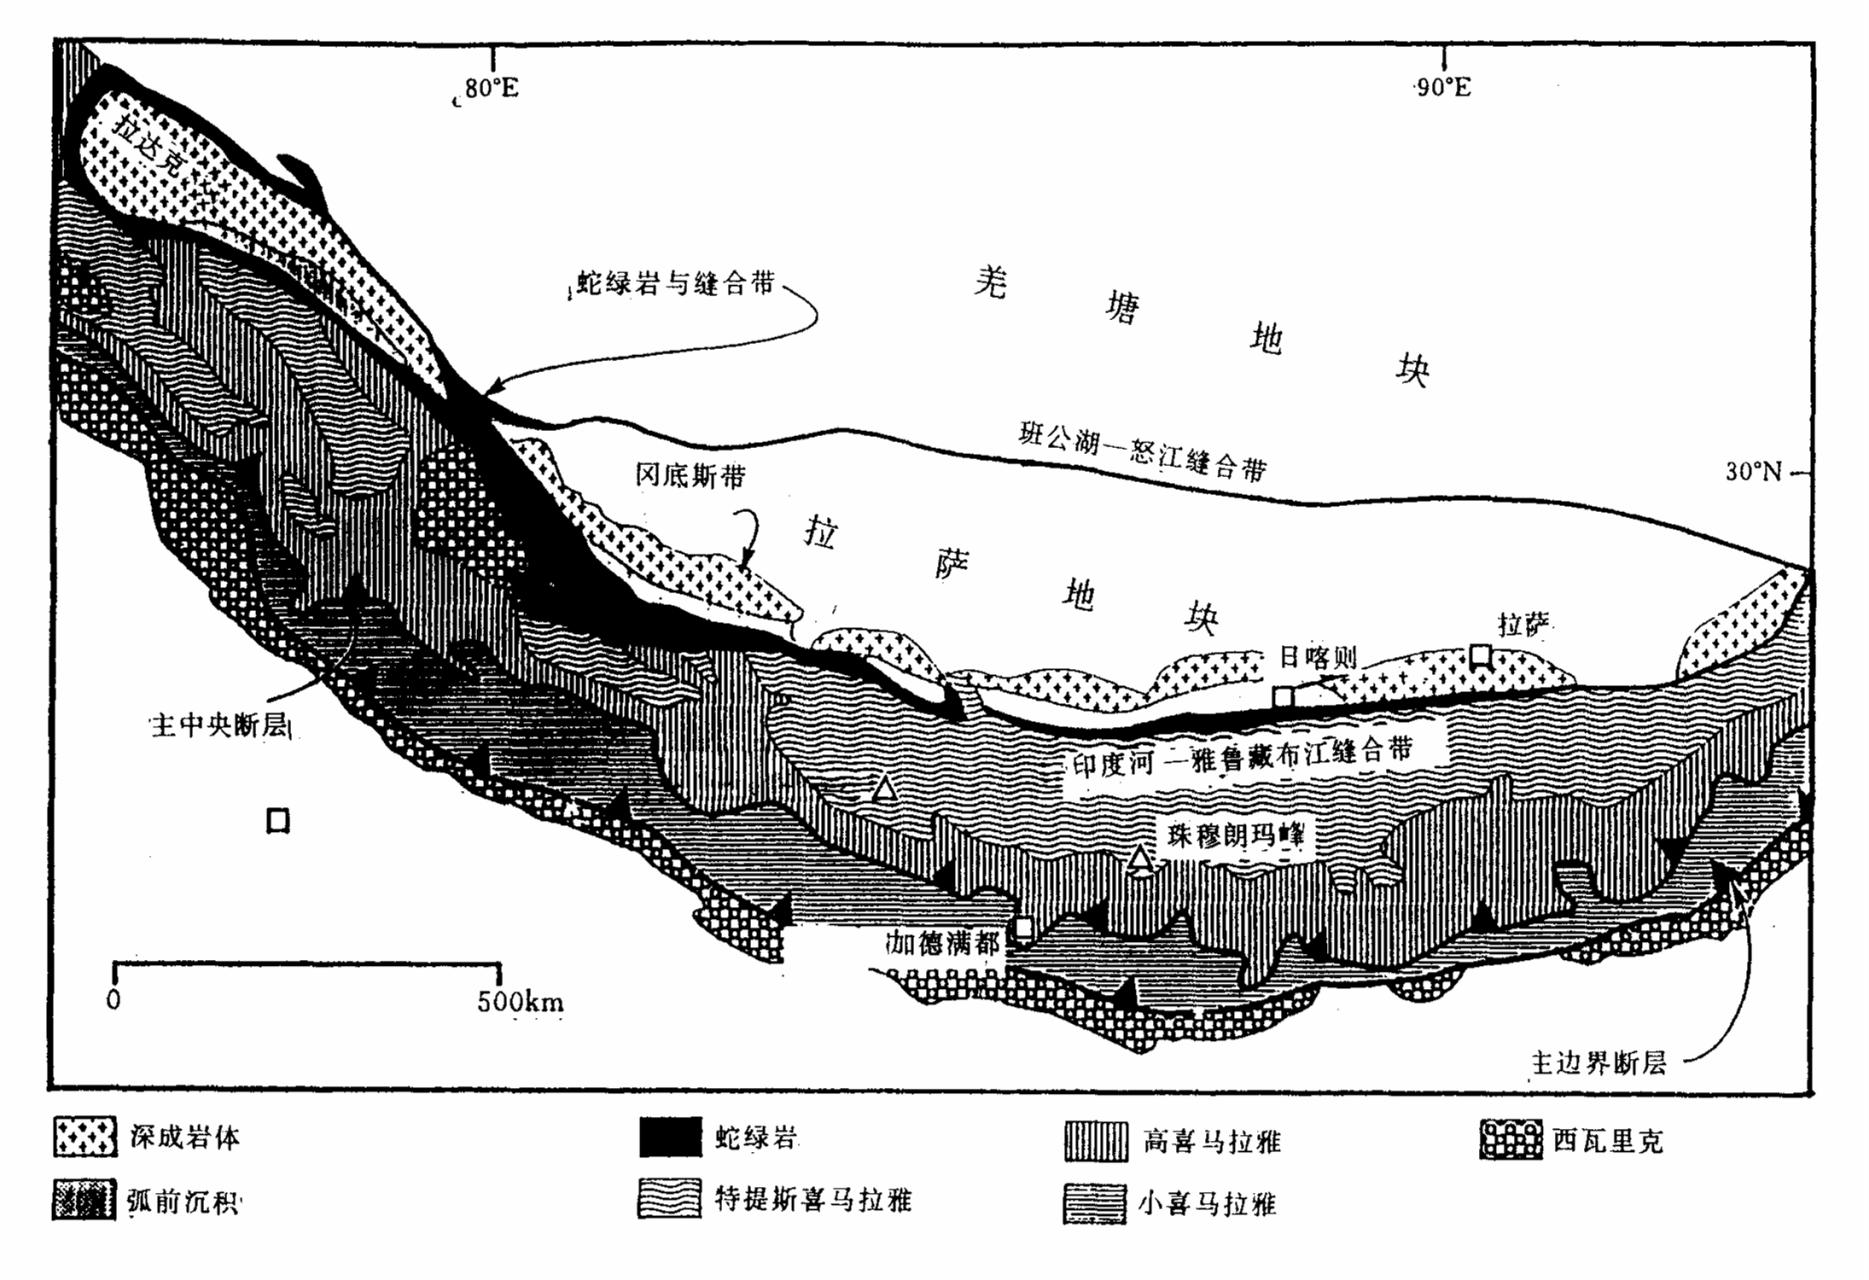 80°E
90°E
拉达克
蛇绿岩与缝合带
羌塘地块
班公湖—怒江缝合带
30°N
冈底斯带
拉萨地块
拉萨
日喀则
主中央断层
印度河—雅鲁藏布江缝合带
珠穆朗玛峰
加德满都
0
500km
主边界断层
深成岩体
蛇绿岩
高喜马拉雅
西瓦里克
弧前沉积
特提斯喜马拉雅
小喜马拉雅